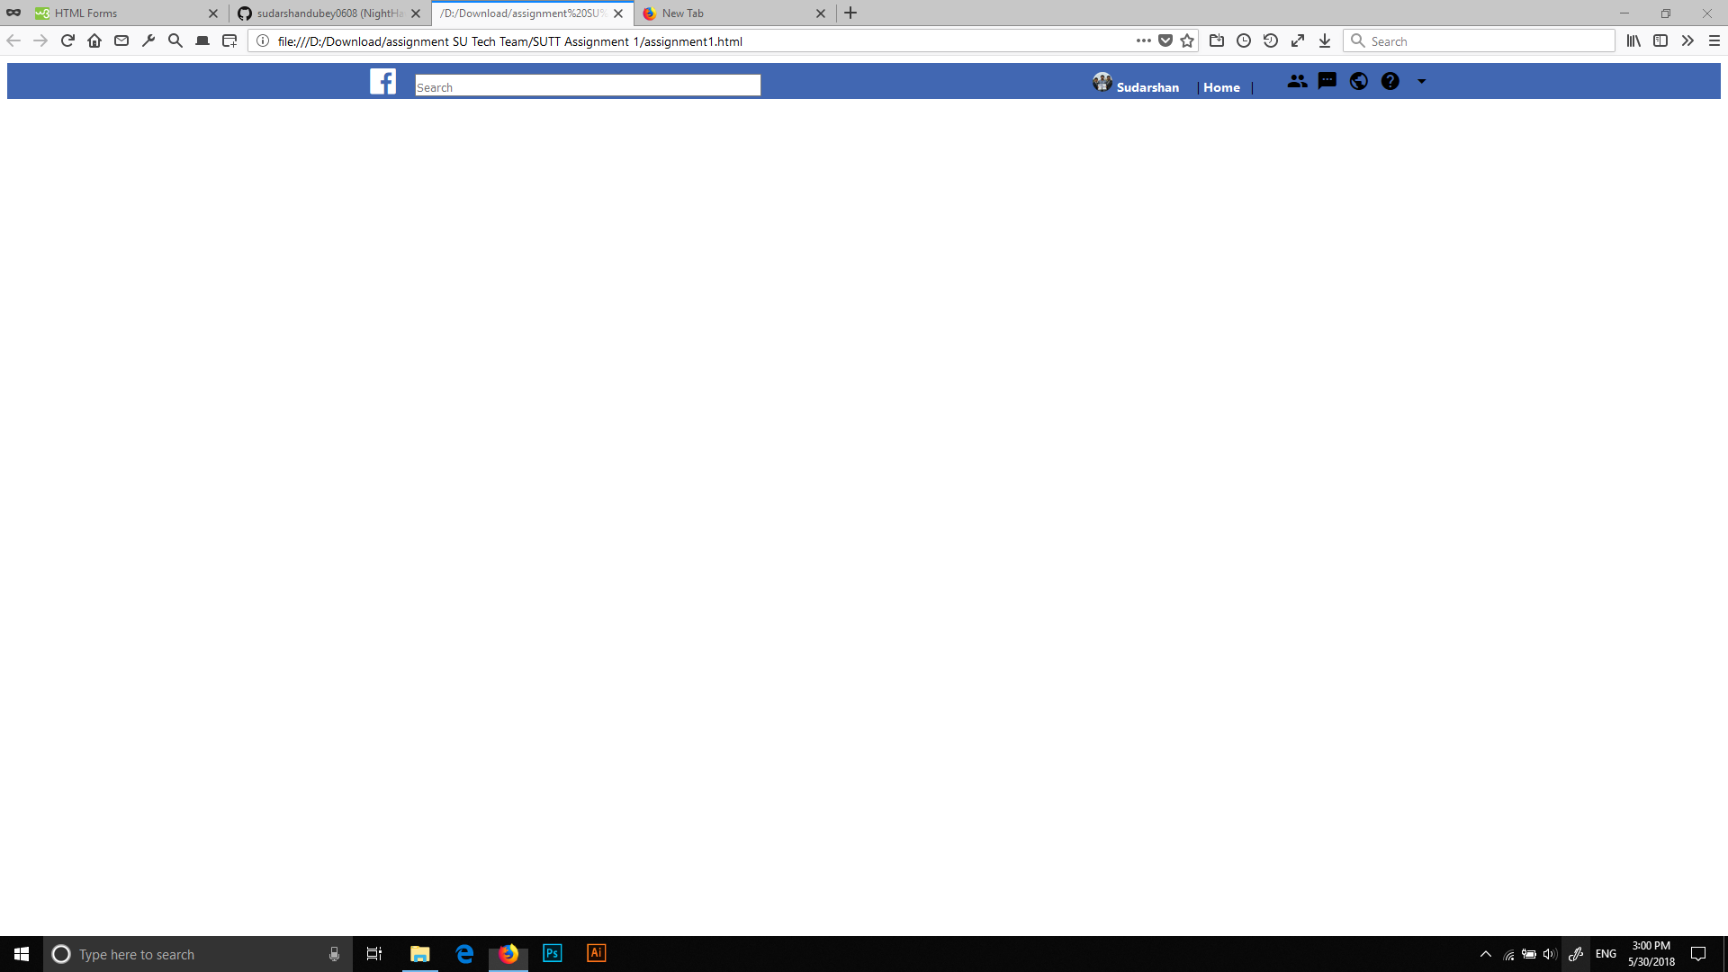 HTML Forms
sudarshandubey0608 (NightHa
/D:/Download/assignment%20SU%
New Tab
file:///D:/Download/assignment SU Tech Team/SUTT Assignment 1/assignment1.html
Search
Search
Sudarshan | Home |
Type here to search
Ps
Ai
ENG
3:00 PM
5/30/2018